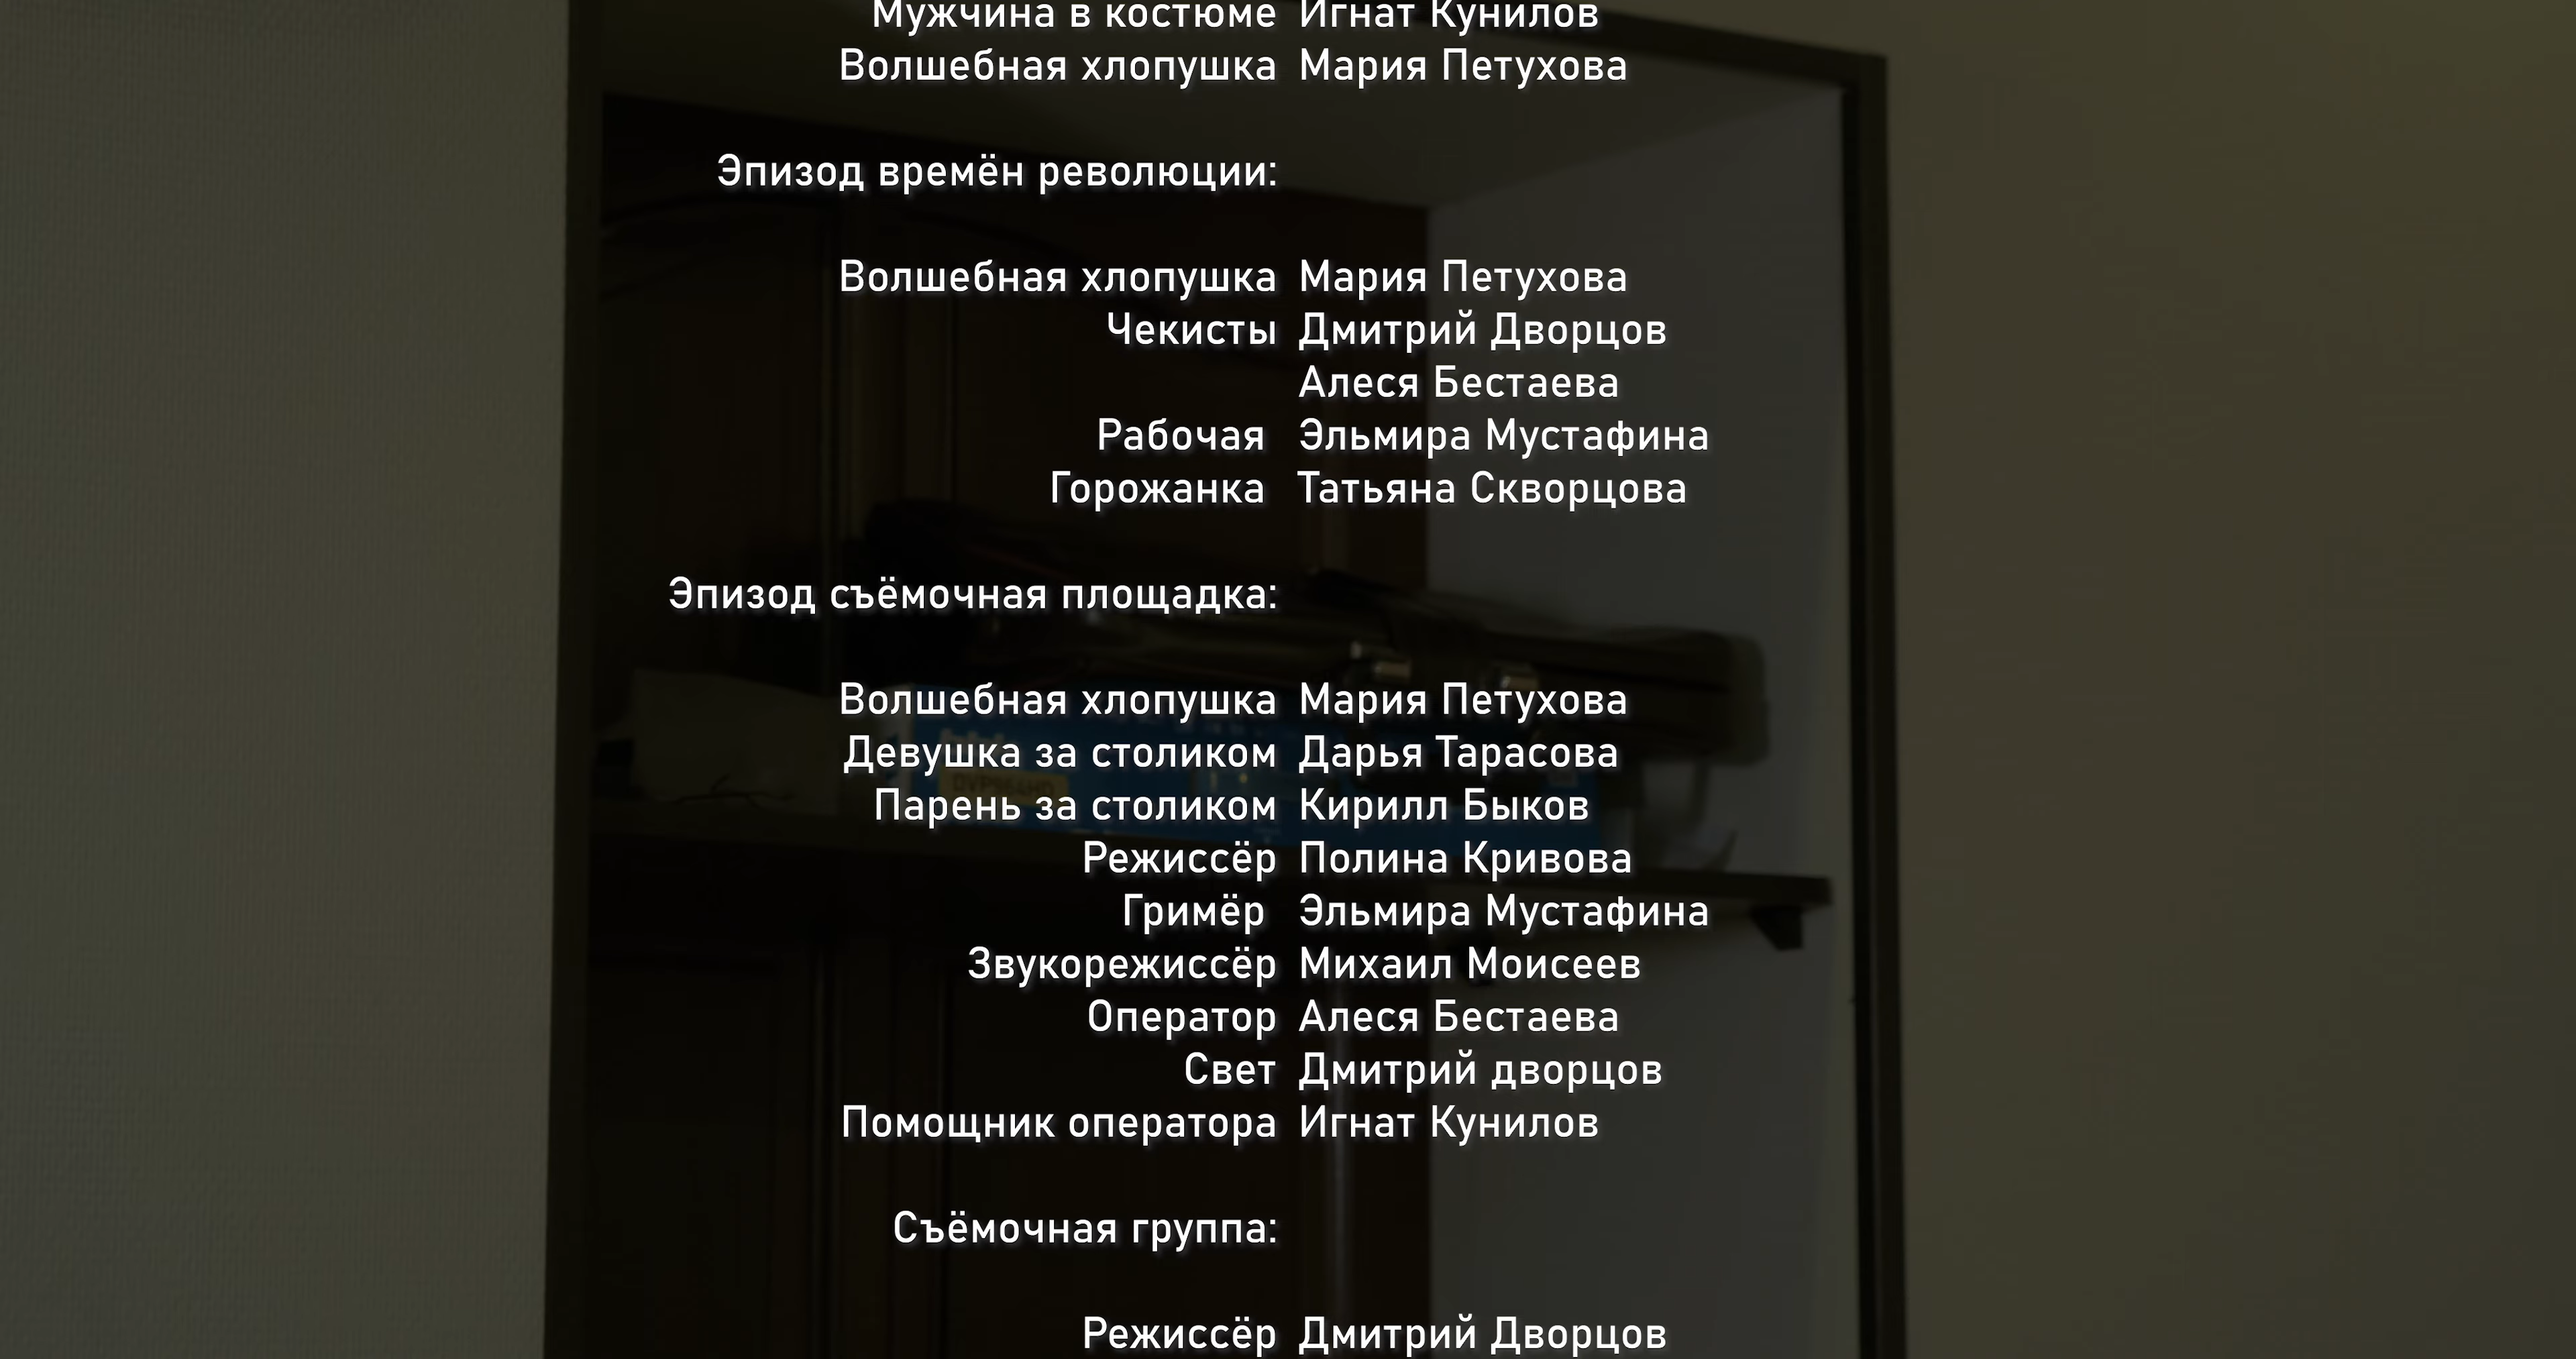 Мужчина в костюме Игнат Кунилов
Волшебная хлопушка Мария Петухова
Эпизод времён революции:
Волшебная хлопушка Мария Петухова
Чекисты Дмитрий Дворцов
Алеся Бестаева
Рабочая Эльмира Мустафина
Горожанка Татьяна Скворцова
Эпизод съёмочная площадка:
Волшебная хлопушка Мария Петухова
Девушка за столиком Дарья Тарасова
Парень за столиком Кирилл Быков
Режиссёр Полина Кривова
Гримёр Эльмира Мустафина
Звукорежиссёр Михаил Моисеев
Оператор Алеся Бестаева
Свет Дмитрий дворцов
Помощник оператора Игнат Кунилов
Съёмочная группа:
Режиссёр Дмитрий Дворцов